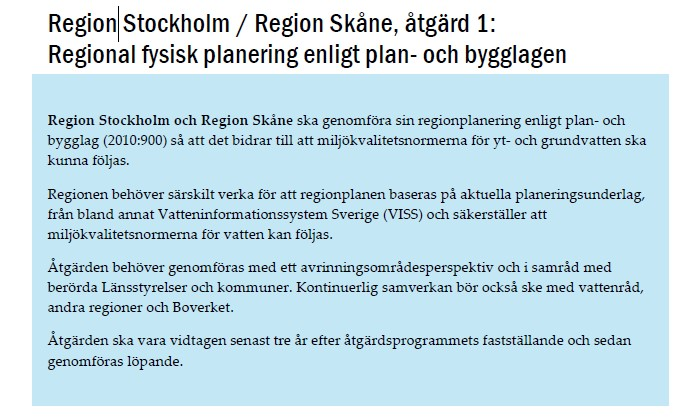 Region Stockholm / Region Skåne, åtgärd 1:
Regional fysisk planering enligt plan- och bygglagen
Region Stockholm och Region Skåne ska genomföra sin regionplanering enligt plan- och
bygglag (2010:900) så att det bidrar till att miljökvalitetsnormerna för yt- och grundvatten ska
kunna följas.
Regionen behöver särskilt verka för att regionplanen baseras på aktuella planeringsunderlag,
från bland annat Vatteninformationssystem Sverige (VISS) och säkerställer att
miljökvalitetsnormerna för vatten kan följas.
Åtgärden behöver genomföras med ett avrinningsområdesperspektiv och i samråd med
berörda Länsstyrelser och kommuner. Kontinuerlig samverkan bör också ske med vattenråd,
andra regioner och Boverket.
Åtgärden ska vara vidtagen senast tre år efter åtgärdsprogrammets fastställande och sedan
genomföras löpande.